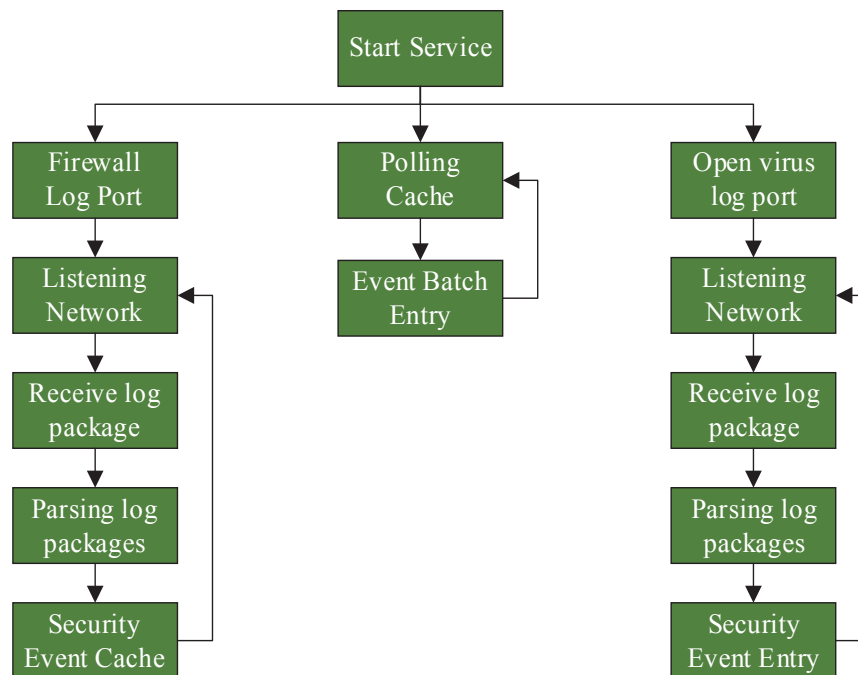 Start Service
Firewall
Log Port
Polling
Cache
Open virus
log port
Listening
Network
Event Batch
Entry
Listening
Network
Receive log
package
Receive log
package
Parsing log
packages
Parsing log
packages
Security
Event Cache
Security
Event Entry